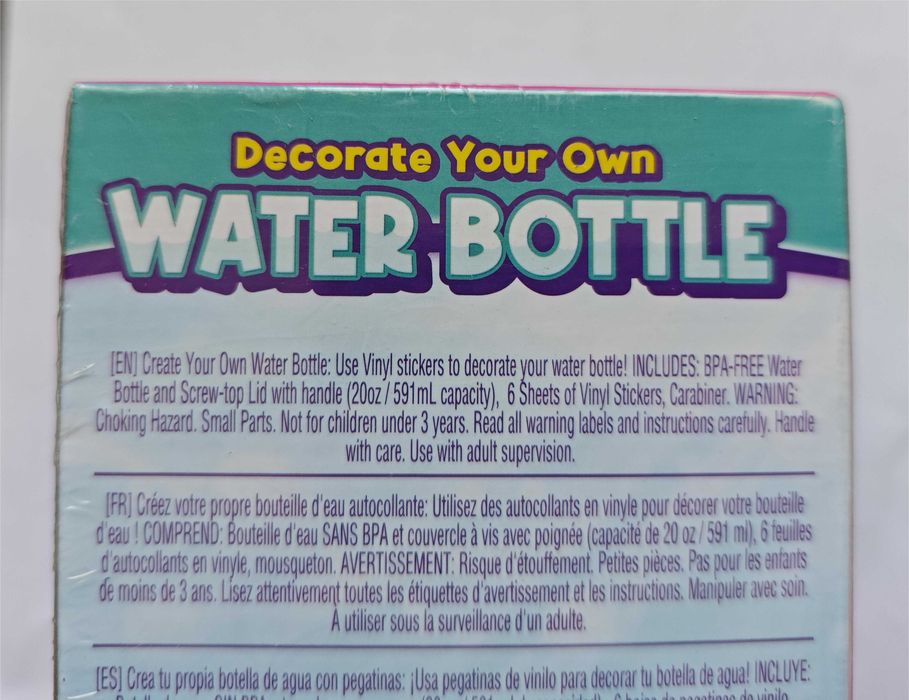 Decorate Your Own
WATER BOTTLE
[EN] Create Your Own Water Bottle: Use Vinyl stickers to decorate your water bottle! INCLUDES: BPA-FREE Water
Bottle and Screw-top Lid with handle (20oz / 591mL capacity), 6 Sheets of Vinyl Stickers, Carabiner. WARNING:
Choking Hazard. Small Parts. Not for children under 3 years. Read all warning labels and instructions carefully. Handle
with care. Use with adult supervision.
[FR] Créez votre propre bouteille d'eau autocollante: Utilisez des autocollants en vinyle pour décorer votre bouteille
d'eau ! COMPREND: Bouteille d'eau SANS BPA et couvercle à vis avec poignée (capacité de 20 oz / 591 ml), 6 feuilles
d'autocollants en vinyle, mousqueton. AVERTISSEMENT: Risque d'étouffement. Petites pièces. Pas pour les enfants
de moins de 3 ans. Lisez attentivement toutes les étiquettes d'avertissement et les instructions. Manipuler avec soin.
À utiliser sous la surveillance d'un adulte.
[ES] Crea tu propia botella de agua con pegatinas: ¡Usa pegatinas de vinilo para decorar tu botella de agua! INCLUYE: